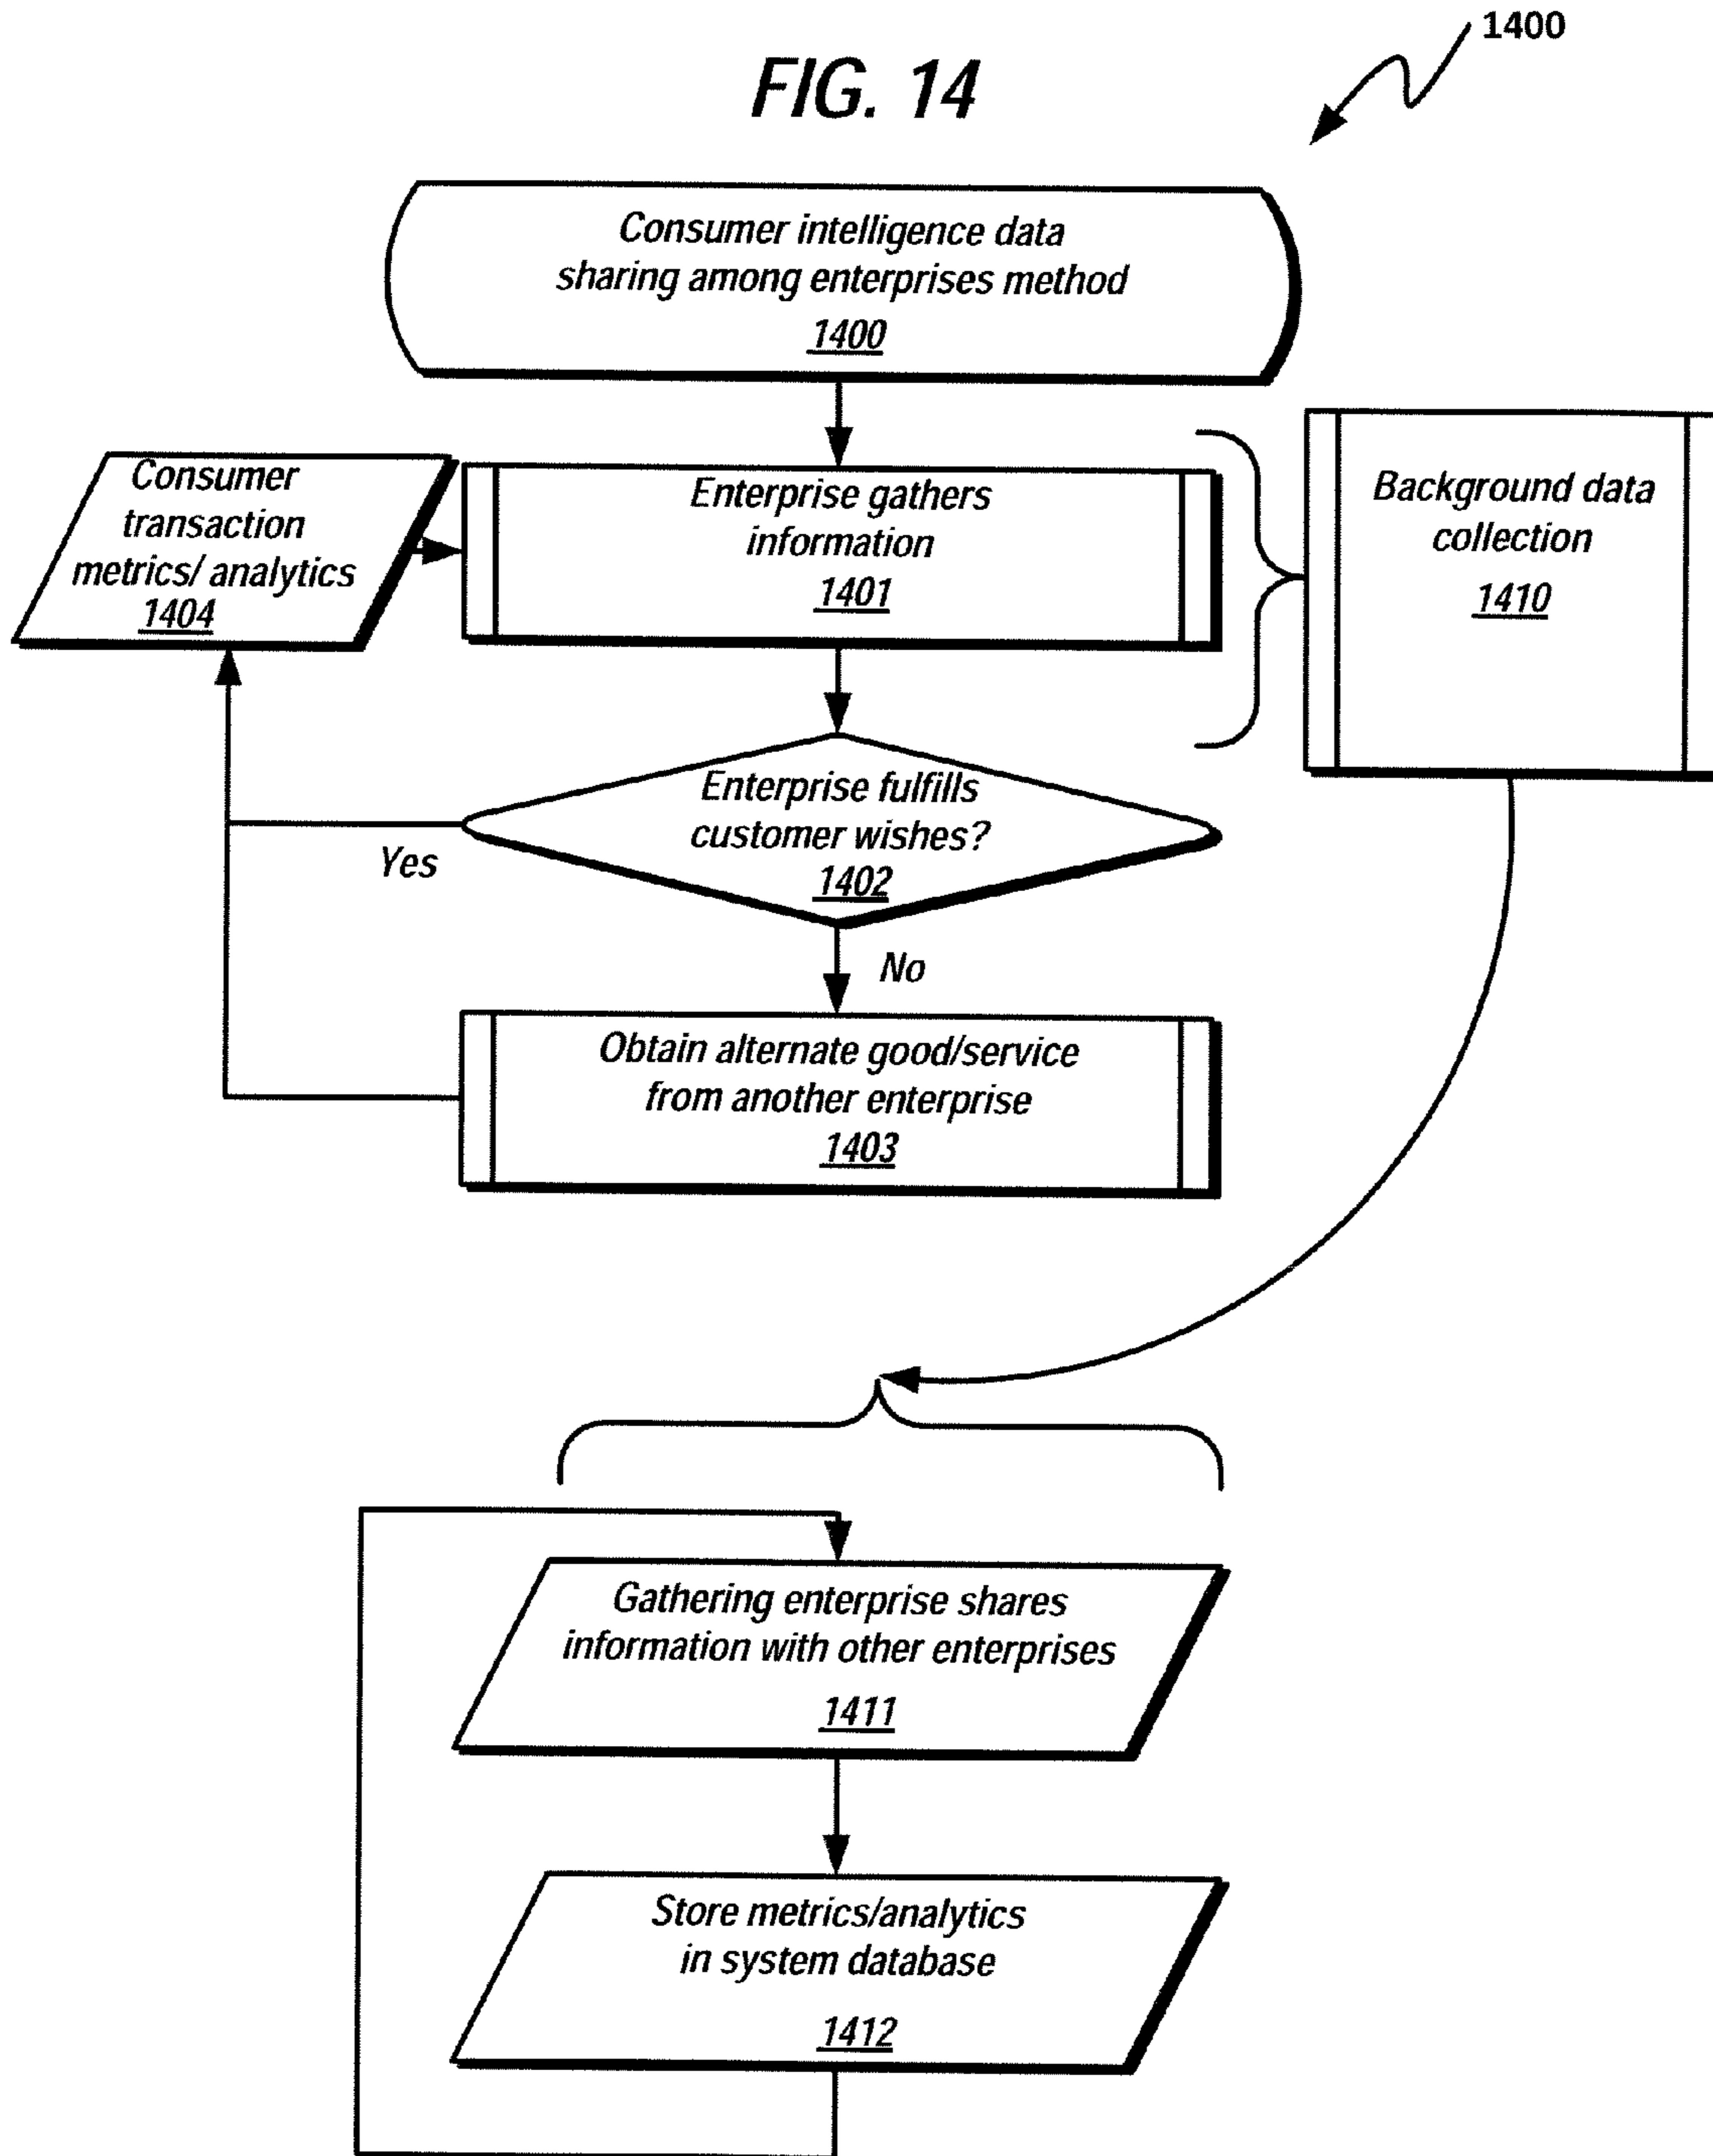 1400
FIG. 14
Consumer intelligence data
sharing among enterprises method
1400
Consumer
transaction
metrics/ analytics
1404
Enterprise gathers
information
1401
Background data
collection
1410
Enterprise fulfills
customer wishes?
1402
Yes
No
Obtain alternate good/service
from another enterprise
1403
Gathering enterprise shares
information with other enterprises
1411
Store metrics/analytics
in system database
1412